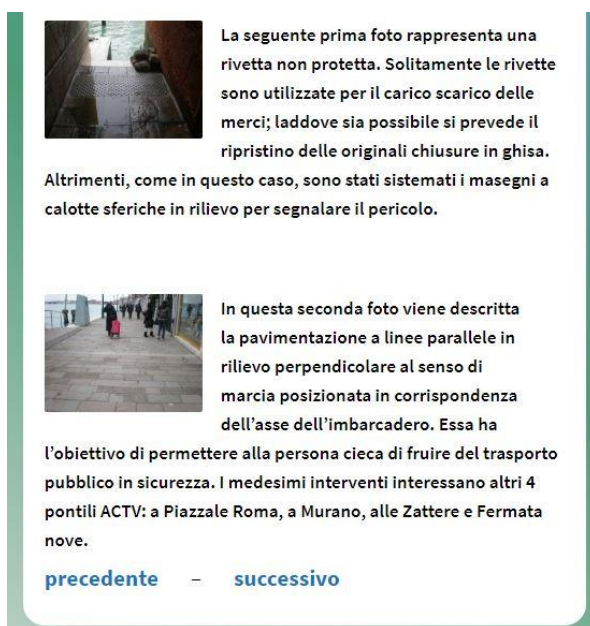 La seguente prima foto rappresenta una
rivetta non protetta. Solitamente le rivette
sono utilizzate per il carico scarico delle
merci; laddove sia possibile si prevede il
ripristino delle originali chiusure in ghisa.
Altrimenti, come in questo caso, sono stati sistemati i masegni a
calotte sferiche in rilievo per segnalare il pericolo.
In questa seconda foto viene descritta
la pavimentazione a linee parallele in
rilievo perpendicolare al senso di
marcia posizionata in corrispondenza
dell’asse dell’imbarcadero. Essa ha
l’obiettivo di permettere alla persona cieca di fruire del trasporto
pubblico in sicurezza. I medesimi interventi interessano altri 4
pontili ACTV: a Piazzale Roma, a Murano, alle Zattere e Fermata
nove.
precedente – successivo